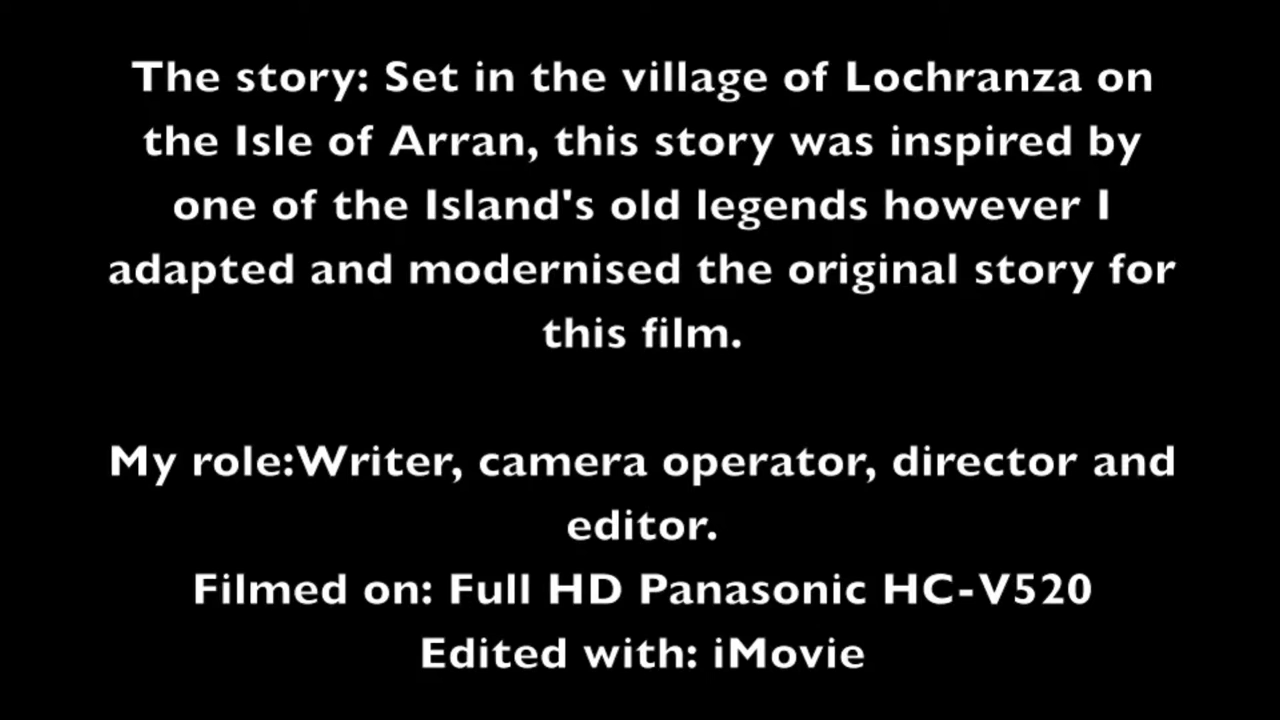 The story: Set in the village of Lochranza on
the Isle of Arran, this story was inspired by
one of the Island's old legends however I
adapted and modernised the original story for
this film.
My role:Writer, camera operator, director and
editor.
Filmed on: Full HD Panasonic HC-V520
Edited with: iMovie